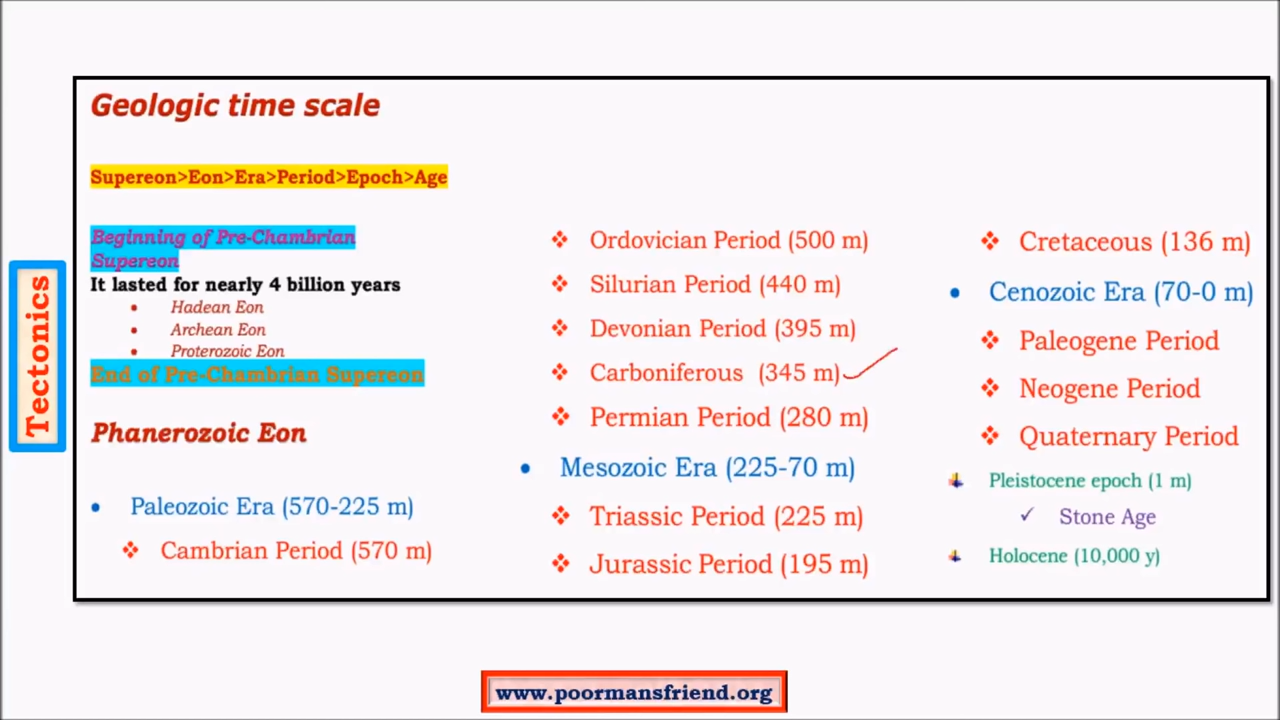 Geologic time scale
Supereon>Eon>Era>Period>Epoch>Age
Beginning of Pre-Chambrian
Supereon
It lasted for nearly 4 billion years
Hadean Eon
Archean Eon
Proterozoic Eon
End of Pre-Chambrian Supereon
Phanerozoic Eon
Paleozoic Era (570-225 m)
Cambrian Period (570 m)
Ordovician Period (500 m)
Silurian Period (440 m)
Devonian Period (395 m)
Carboniferous (345 m)
Permian Period (280 m)
Mesozoic Era (225-70 m)
Triassic Period (225 m)
Jurassic Period (195 m)
Cretaceous (136 m)
Cenozoic Era (70-0 m)
Paleogene Period
Neogene Period
Quaternary Period
Pleistocene epoch (1 m)
Stone Age
Holocene (10,000 y)
Tectonics
www.poormansfriend.org